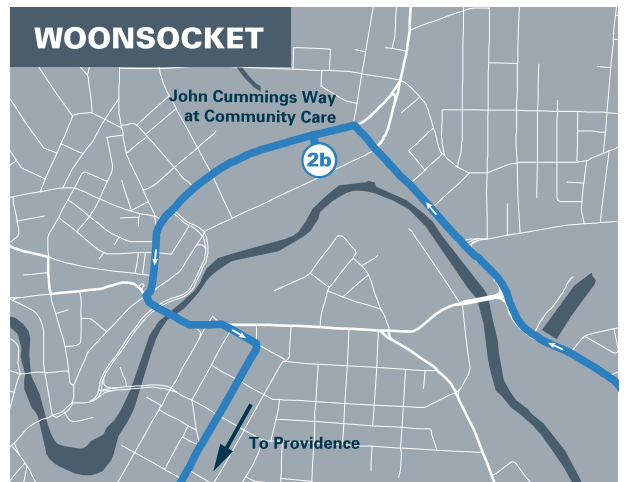 WOONSOCKET
John Cummings Way
at Community Care
2b
To Providence